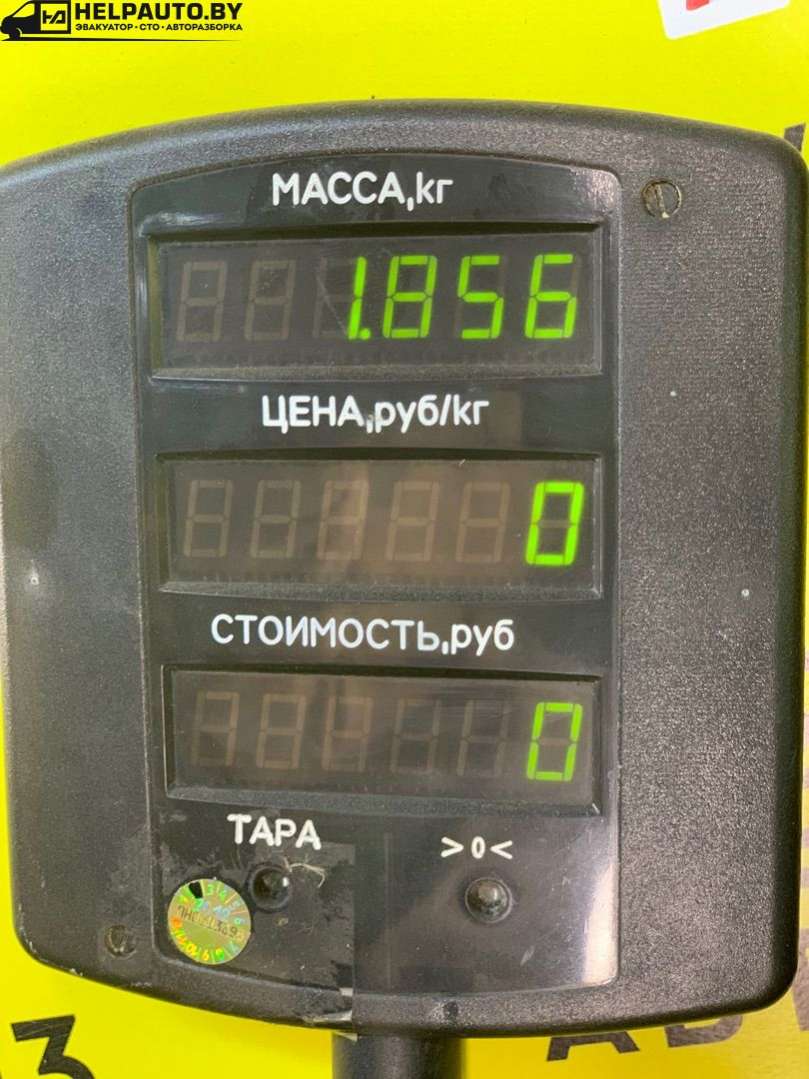 HELPAUTO.BY
ЭВАКУАТОР · СТО · АВТОРАЗБОРКА
МАССА,кг
1.856
ЦЕНА,руб/кг
0
СТОИМОСТЬ,руб
0
ТАРА
>0<